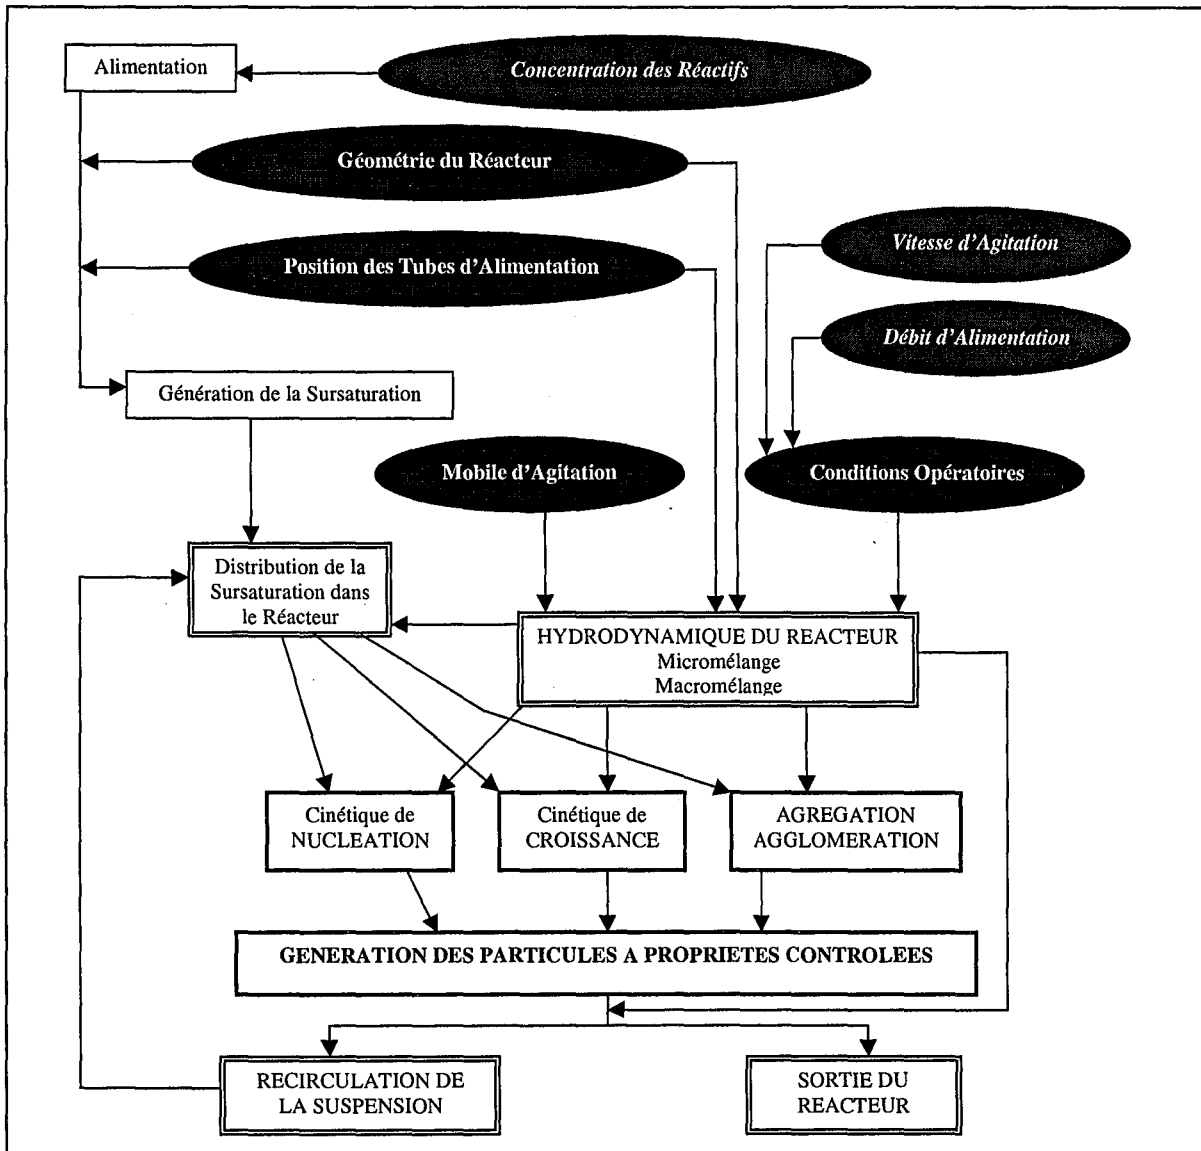 Alimentation
Concentration des Réactifs
Géométrie du Réacteur
Position des Tubes d'Alimentation
Vitesse d'Agitation
Débit d'Alimentation
Génération de la Sursaturation
Mobile d'Agitation
Conditions Opératoires
Distribution de la
Sursaturation dans
le Réacteur
HYDRODYNAMIQUE DU REACTEUR
Micromélange
Macromélange
Cinétique de
NUCLEATION
Cinétique de
CROISSANCE
AGREGATION
AGGLOMERATION
GENERATION DES PARTICULES A PROPRIETES CONTROLEES
RECIRCULATION DE
LA SUSPENSION
SORTIE DU
REACTEUR